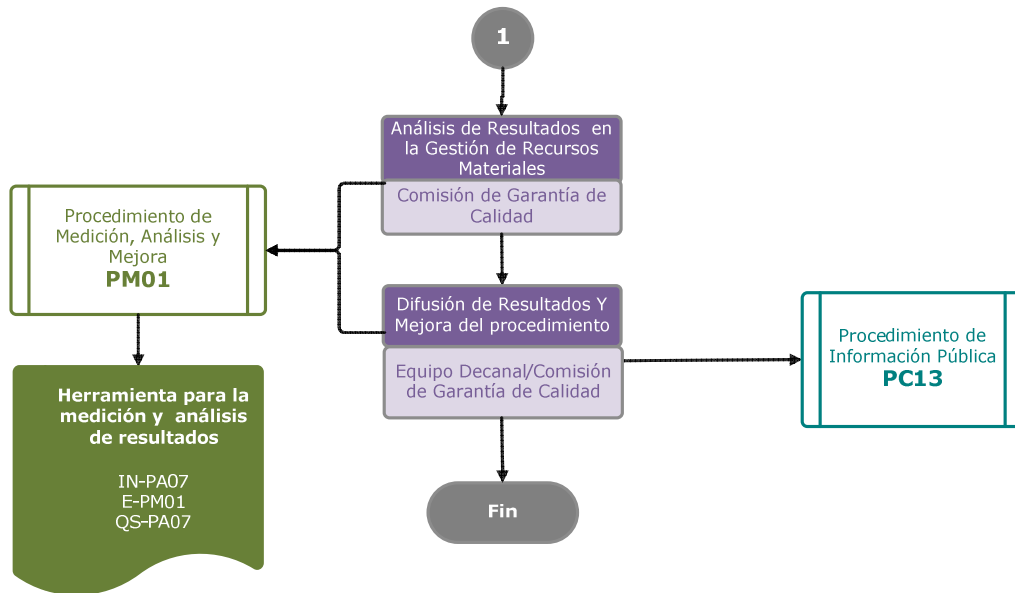 1
Análisis de Resultados en
la Gestión de Recursos
Materiales
Comisión de Garantía de
Calidad
Procedimiento de
Medición, Análisis y
Mejora
PM01
Difusión de Resultados Y
Mejora del procedimiento
Equipo Decanal/Comisión
de Garantía de Calidad
Procedimiento de
Información Pública
PC13
Herramienta para la
medición y análisis
de resultados
IN-PA07
E-PM01
QS-PA07
Fin